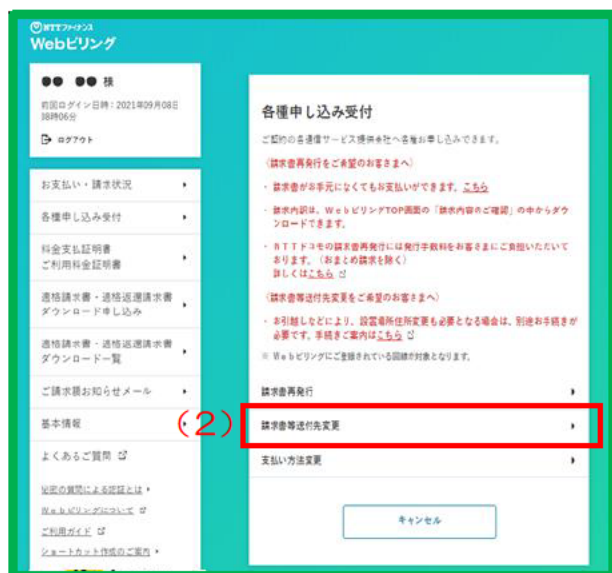 NTTファイナンス
Webビリング
●● ●● 様
前回ログイン日時：2021年09月08日
18時06分
ログアウト
お支払い・請求状況
各種申し込み受付
料金支払証明書
ご利用料金証明書
適格請求書・適格返還請求書
ダウンロード申し込み
適格請求書・適格返還請求書
ダウンロード一覧
ご請求額お知らせメール
基本情報
よくあるご質問
秘密の質問による認証とは
Webビリングについて
ご利用ガイド
ショートカット作成のご案内
各種申し込み受付
ご契約の各通信サービス提供会社へ各種お申し込みできます。
〈請求書再発行をご希望のお客さまへ〉
・ 請求書がお手元になくてもお支払いができます。こちら
・ 請求内訳は、WebビリングTOP画面の「請求内容のご確認」の中からダウ
ンロードできます。
・ NTTドコモの請求書再発行には発行手数料をお客さまにご負担いただいて
おります。（おまとめ請求を除く）
詳しくはこちら
〈請求書等送付先変更をご希望のお客さまへ〉
・ お引越しなどにより、設置場所住所変更も必要となる場合は、別途お手続きが
必要です。手続きご案内はこちら
※ Webビリングにご登録されている回線が対象となります。
請求書再発行
(2)
請求書等送付先変更
支払い方法変更
キャンセル